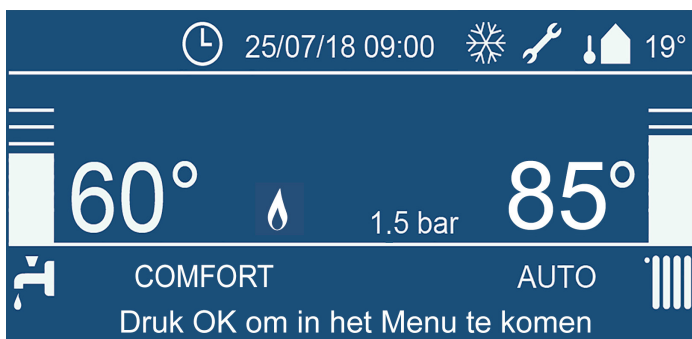 25/07/18 09:00 19°
60° 1.5 bar 85°
COMFORT AUTO
Druk OK om in het Menu te komen